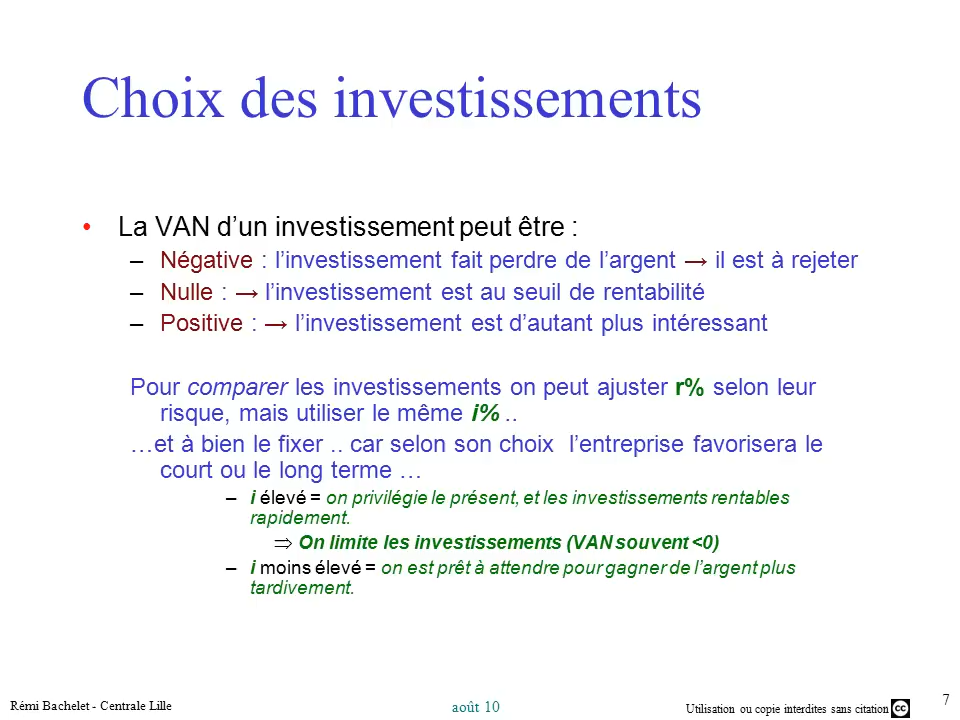 Choix des investissements
• La VAN d’un investissement peut être :
– Négative : l’investissement fait perdre de l’argent → il est à rejeter
– Nulle : → l’investissement est au seuil de rentabilité
– Positive : → l’investissement est d’autant plus intéressant
Pour comparer les investissements on peut ajuster r% selon leur
risque, mais utiliser le même i% ..
…et à bien le fixer .. car selon son choix l’entreprise favorisera le
court ou le long terme …
– i élevé = on privilégie le présent, et les investissements rentables
rapidement.
⇒ On limite les investissements (VAN souvent <0)
– i moins élevé = on est prêt à attendre pour gagner de l’argent plus
tardivement.
Rémi Bachelet - Centrale Lille
août 10
Utilisation ou copie interdites sans citation
cc
7